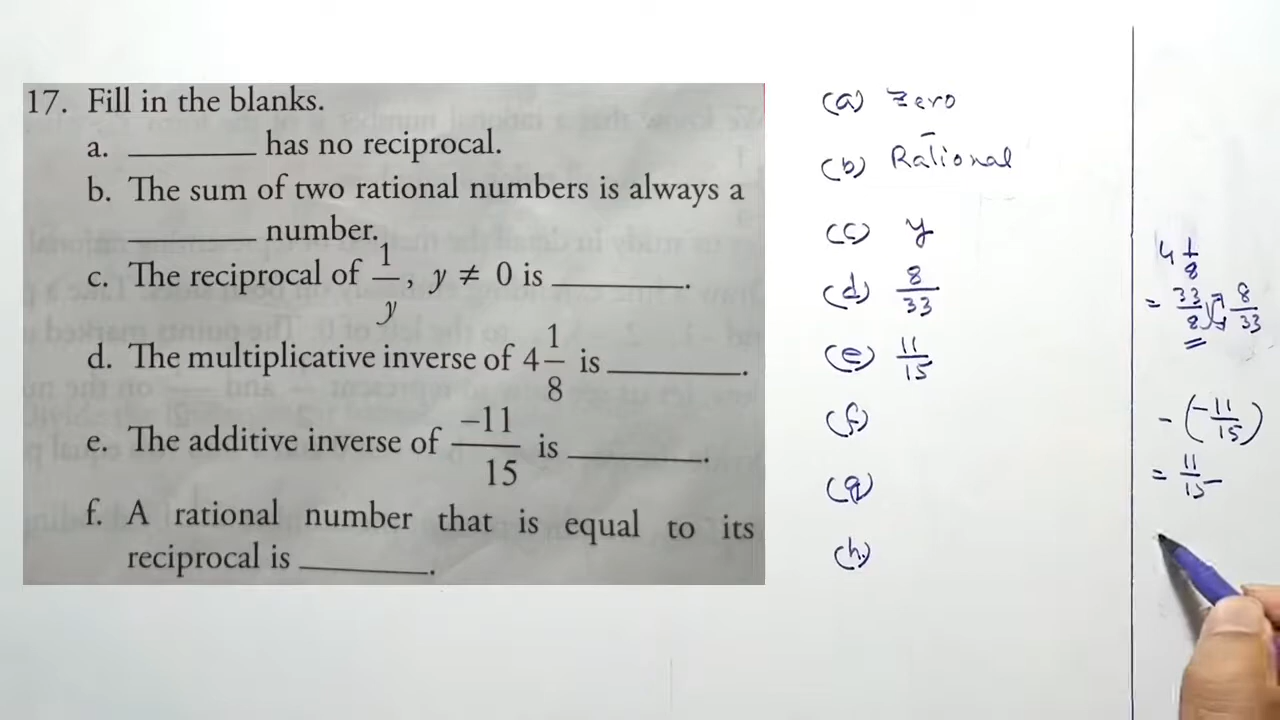 17. Fill in the blanks.
a. ________ has no reciprocal.
b. The sum of two rational numbers is always a
________ number.
c. The reciprocal of 1/y, y ≠ 0 is ________.
d. The multiplicative inverse of 4 1/8 is ________.
e. The additive inverse of -11/15 is ________.
f. A rational number that is equal to its
reciprocal is ________.
(a) Zero
(b) Rational
(c) y
(d) 8/33
(e) 11/15
(f)
(g)
(h)
4 1/8
= 33/8 8/33
- (-11/15)
= 11/15